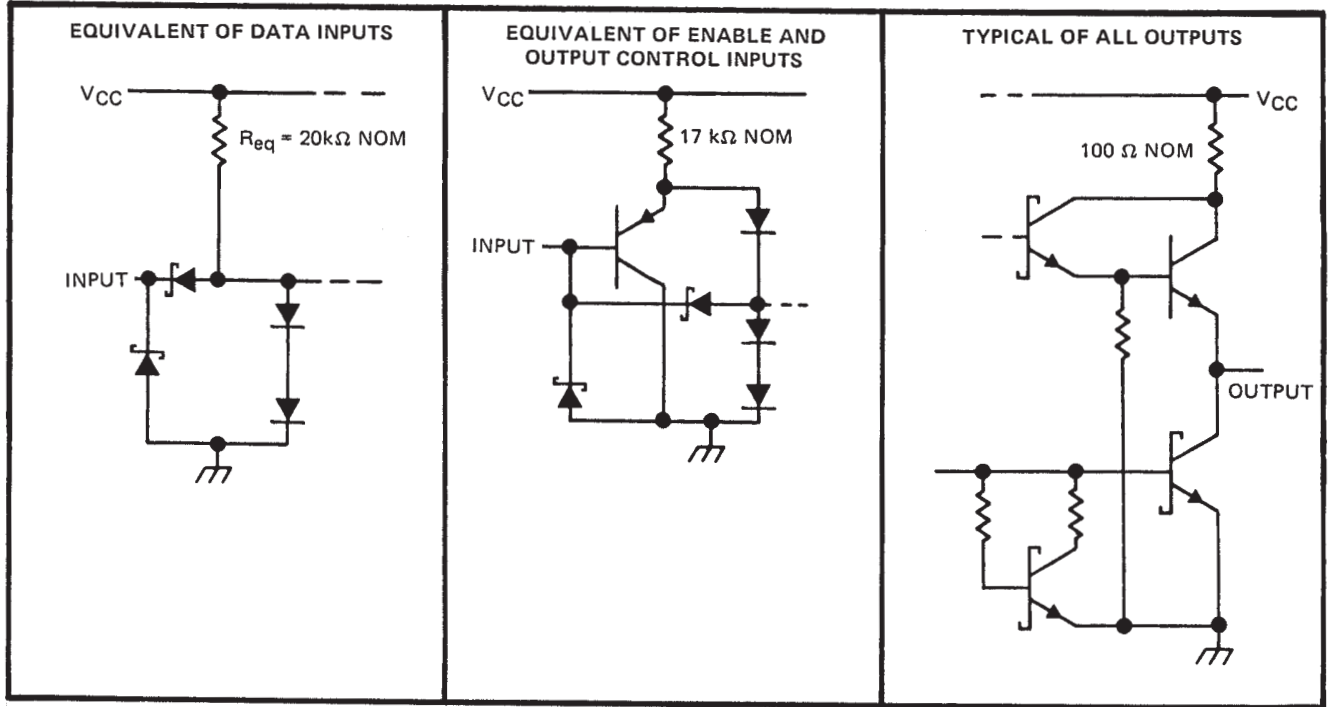 EQUIVALENT OF DATA INPUTS
VCC
Req = 20kΩ NOM
INPUT
EQUIVALENT OF ENABLE AND
OUTPUT CONTROL INPUTS
VCC
17 kΩ NOM
INPUT
TYPICAL OF ALL OUTPUTS
VCC
100 Ω NOM
OUTPUT